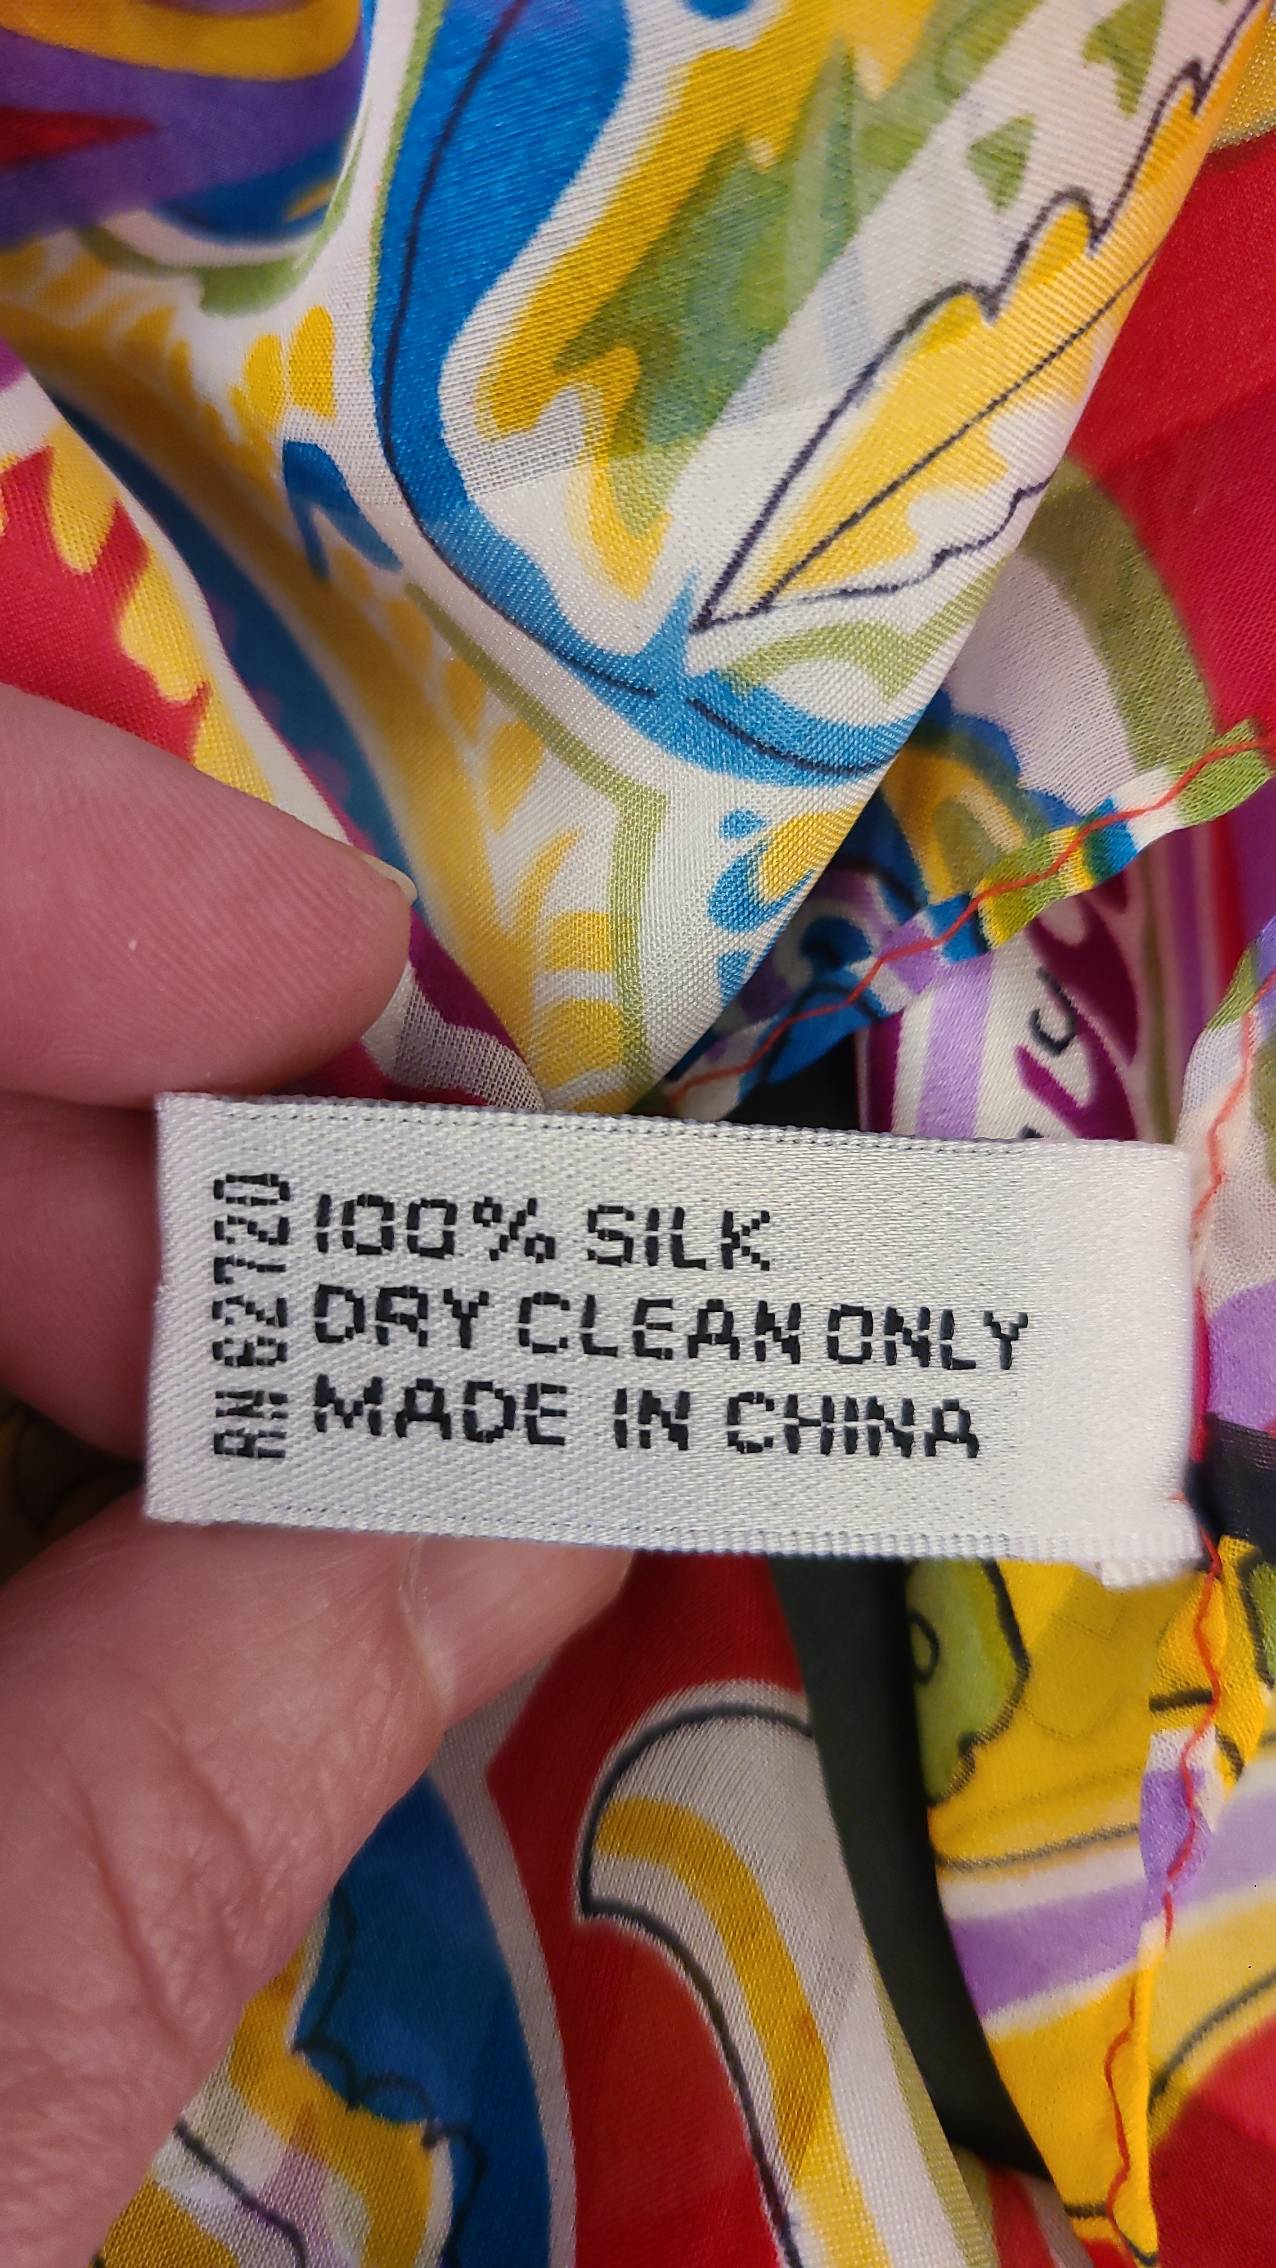 100% SILK
DRY CLEAN ONLY
MADE IN CHINA
RN 62720